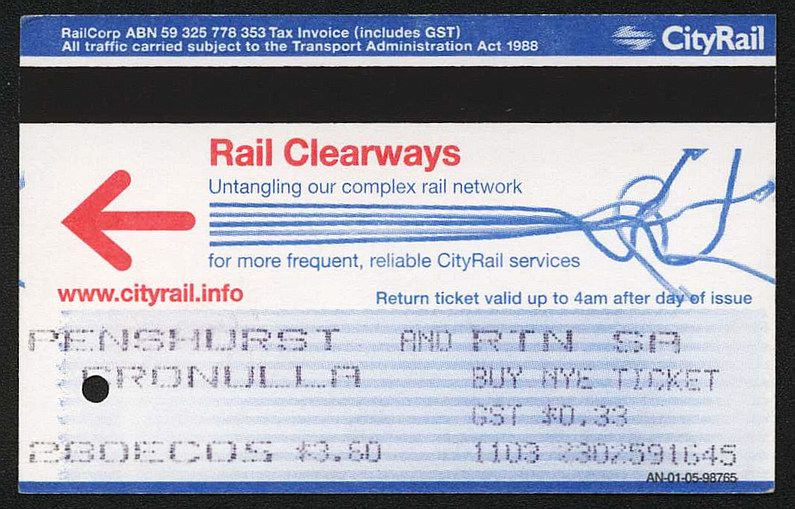 RailCorp ABN 59 325 778 353 Tax Invoice (includes GST)
All traffic carried subject to the Transport Administration Act 1988
CityRail
Rail Clearways
Untangling our complex rail network
for more frequent, reliable CityRail services
www.cityrail.info
Return ticket valid up to 4am after day of issue
PENSHURST AND RTN SA
CRONULLA BUY NYE TICKET
GST $0.33
$3.60 1103
AN-01-05-98765